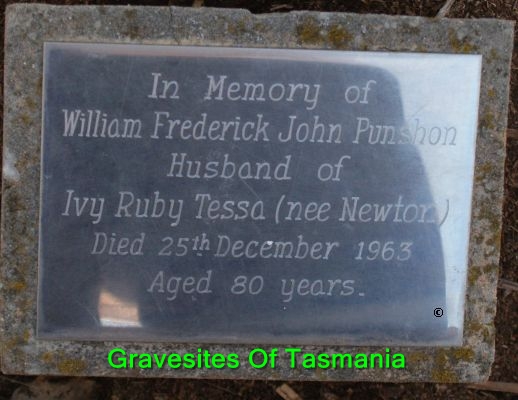 In Memory of
William Frederick John Punshon
Husband of
Ivy Ruby Tessa (nee Newton)
Died 25th December 1963
Aged 80 years.
©
Gravesites Of Tasmania